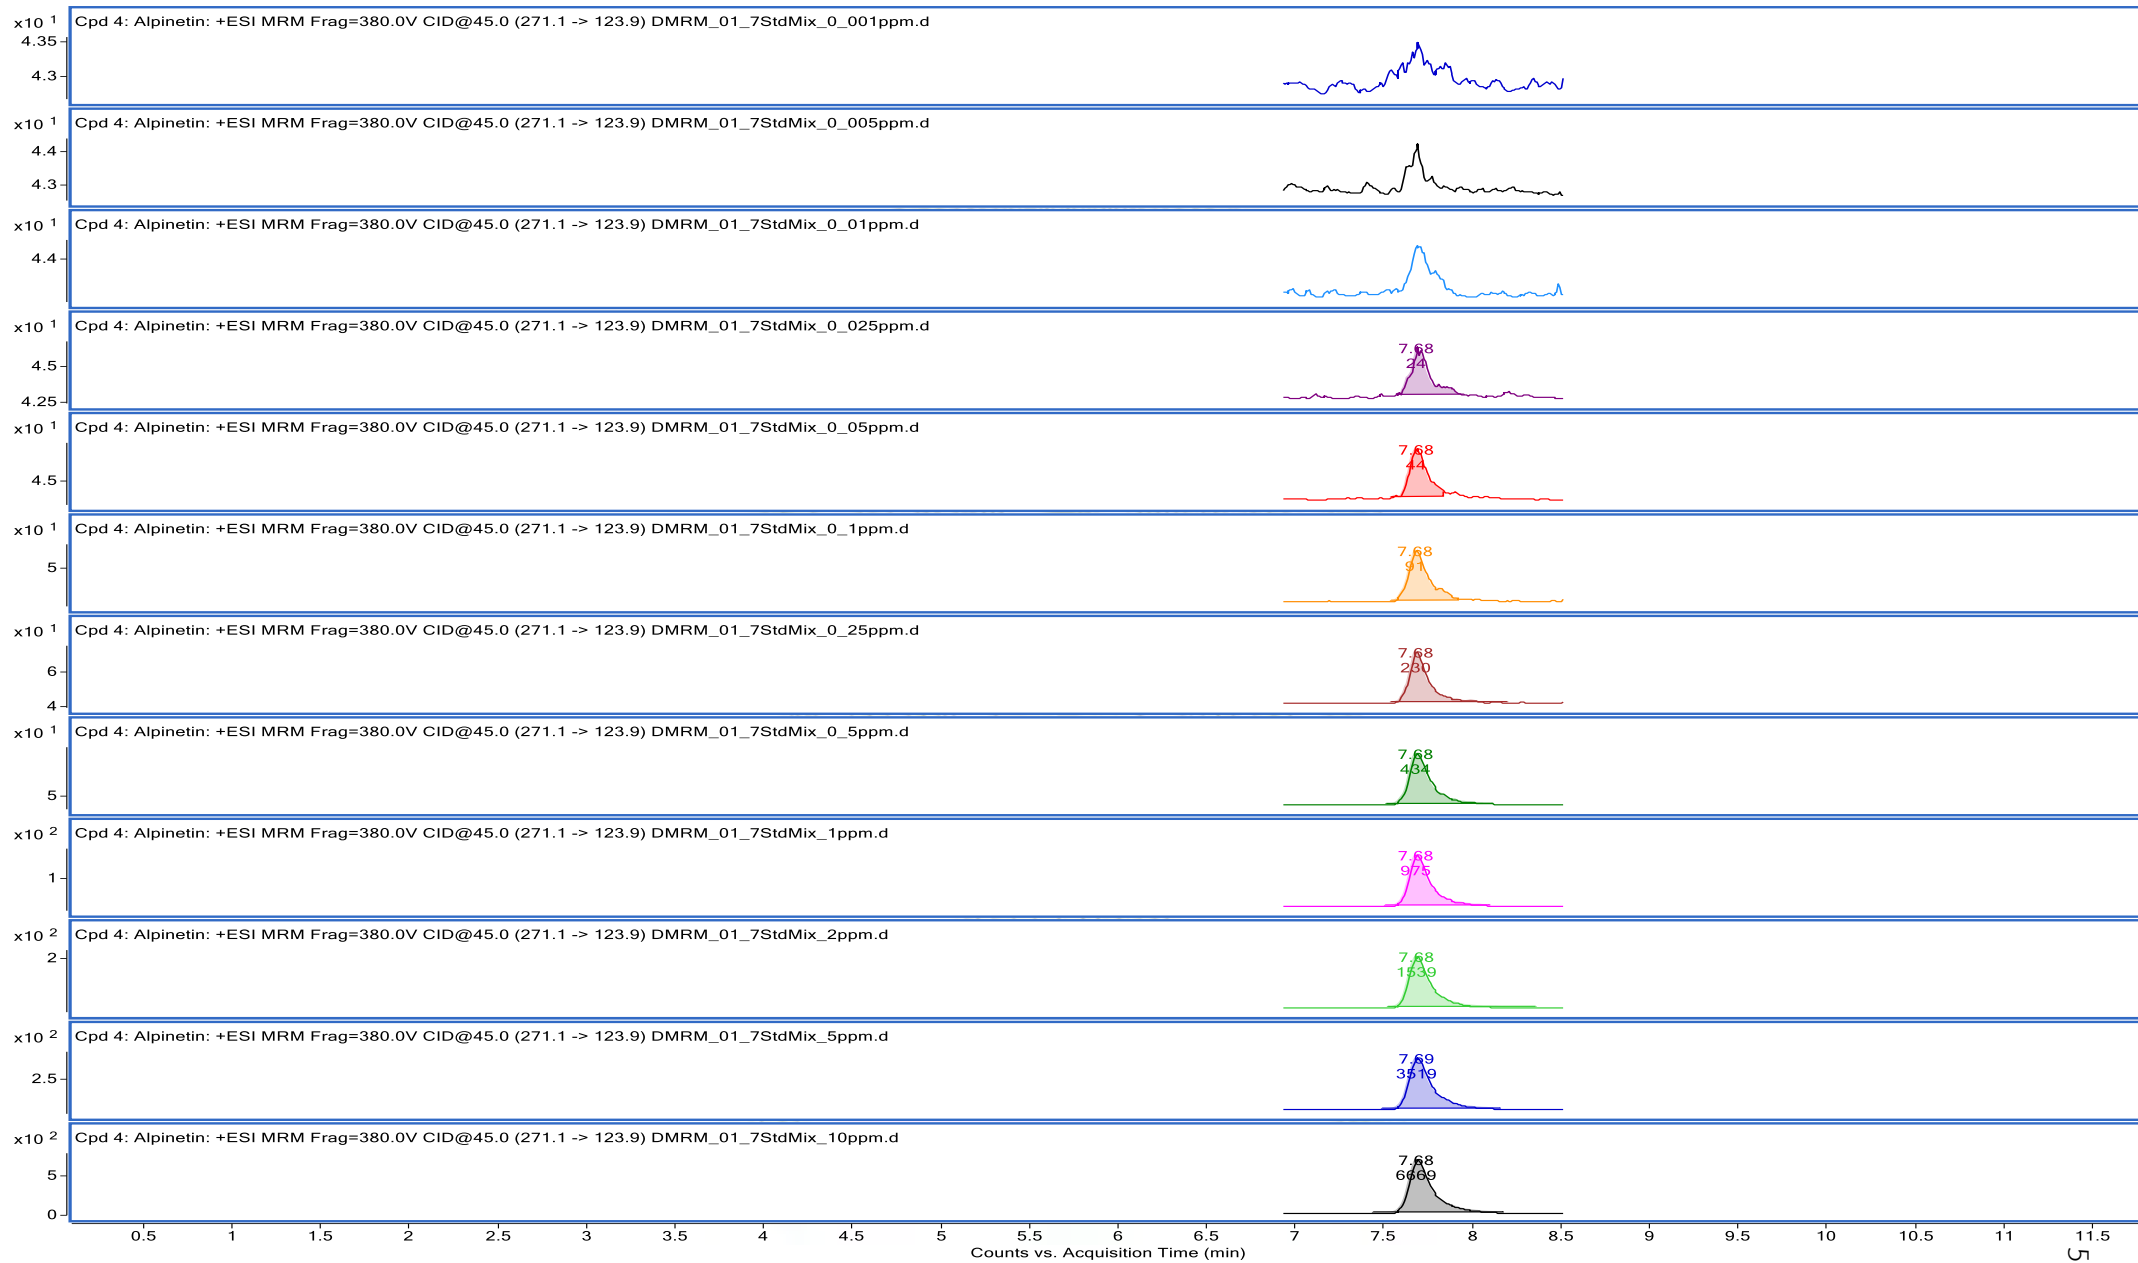 x10 1
Cpd 4: Alpinetin: +ESI MRM Frag=380.0V CID@45.0 (271.1 -> 123.9) DMRM_01_7StdMix_0_001ppm.d
4.35
4.3
x10 1
Cpd 4: Alpinetin: +ESI MRM Frag=380.0V CID@45.0 (271.1 -> 123.9) DMRM_01_7StdMix_0_005ppm.d
4.4
4.3
x10 1
Cpd 4: Alpinetin: +ESI MRM Frag=380.0V CID@45.0 (271.1 -> 123.9) DMRM_01_7StdMix_0_01ppm.d
4.4
x10 1
Cpd 4: Alpinetin: +ESI MRM Frag=380.0V CID@45.0 (271.1 -> 123.9) DMRM_01_7StdMix_0_025ppm.d
7.68
24
4.5
4.25
x10 1
Cpd 4: Alpinetin: +ESI MRM Frag=380.0V CID@45.0 (271.1 -> 123.9) DMRM_01_7StdMix_0_05ppm.d
7.68
44
4.5
x10 1
Cpd 4: Alpinetin: +ESI MRM Frag=380.0V CID@45.0 (271.1 -> 123.9) DMRM_01_7StdMix_0_1ppm.d
7.68
91
5
x10 1
Cpd 4: Alpinetin: +ESI MRM Frag=380.0V CID@45.0 (271.1 -> 123.9) DMRM_01_7StdMix_0_25ppm.d
7.68
230
6
4
x10 1
Cpd 4: Alpinetin: +ESI MRM Frag=380.0V CID@45.0 (271.1 -> 123.9) DMRM_01_7StdMix_0_5ppm.d
7.68
434
5
x10 2
Cpd 4: Alpinetin: +ESI MRM Frag=380.0V CID@45.0 (271.1 -> 123.9) DMRM_01_7StdMix_1ppm.d
7.68
975
1
x10 2
Cpd 4: Alpinetin: +ESI MRM Frag=380.0V CID@45.0 (271.1 -> 123.9) DMRM_01_7StdMix_2ppm.d
7.68
1539
2
x10 2
Cpd 4: Alpinetin: +ESI MRM Frag=380.0V CID@45.0 (271.1 -> 123.9) DMRM_01_7StdMix_5ppm.d
7.69
3519
2.5
x10 2
Cpd 4: Alpinetin: +ESI MRM Frag=380.0V CID@45.0 (271.1 -> 123.9) DMRM_01_7StdMix_10ppm.d
7.68
6669
5
0
0.5 1 1.5 2 2.5 3 3.5 4 4.5 5 5.5 6 6.5 7 7.5 8 8.5 9 9.5 10 10.5 11 11.5
Counts vs. Acquisition Time (min)
5